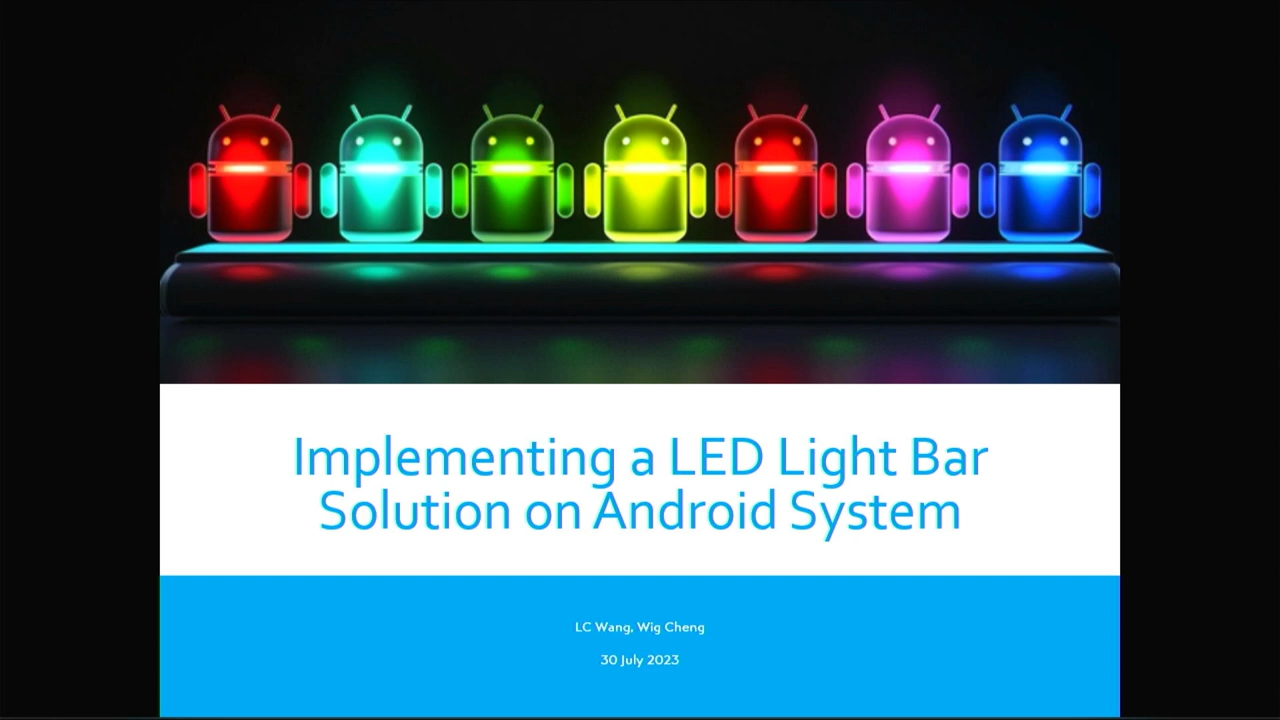 Implementing a LED Light Bar
Solution on Android System
LC Wang, Wig Cheng
30 July 2023